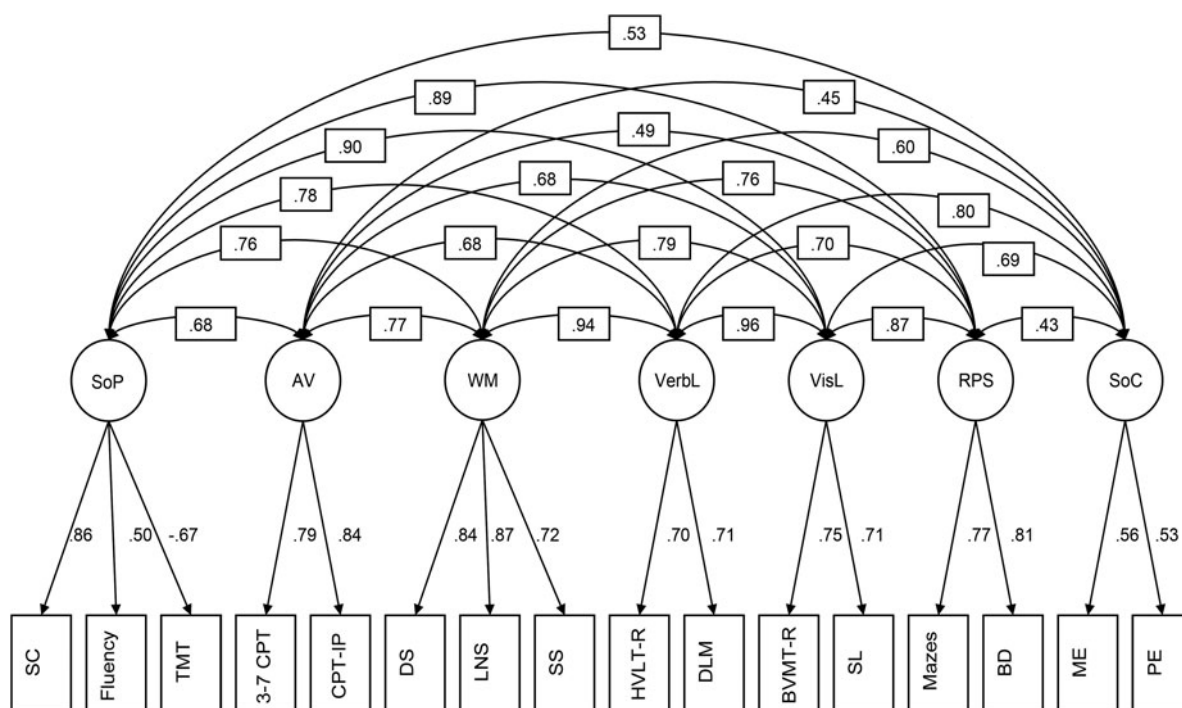 .53
.89
.45
.49
.90
.60
.68
.76
.78
.80
.76
.68
.79
.70
.69
.68
.77
.94
.96
.87
.43
SoP
AV
WM
VerbL
VisL
RPS
SoC
.86
.50
-.67
.79
.84
.84
.87
.72
.70
.71
.75
.71
.77
.81
.56
.53
SC
Fluency
TMT
3-7 CPT
CPT-IP
DS
LNS
SS
HVLT-R
DLM
BVMT-R
SL
Mazes
BD
ME
PE